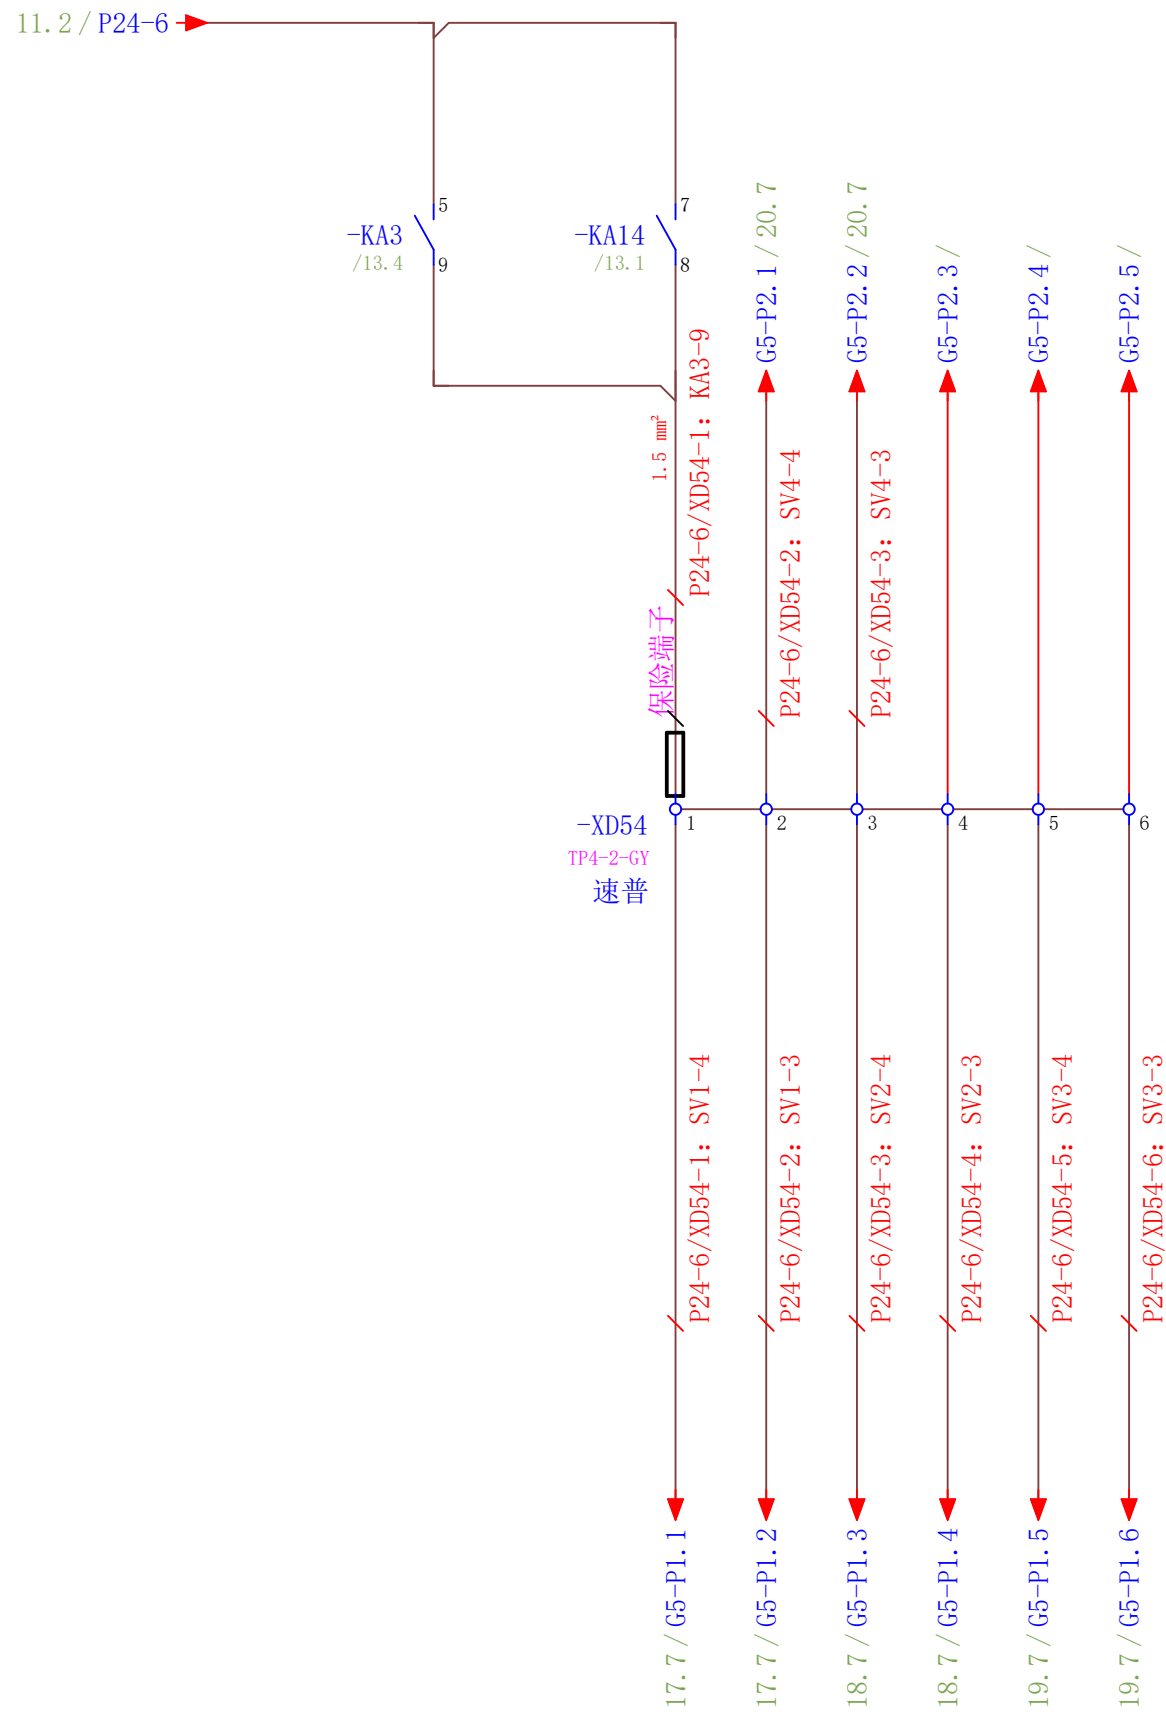 11.2/P24-6
5
-KA3
/13.4
9
7
-KA14
/13.1
8
G5-P2.1/20.7
G5-P2.2/20.7
G5-P2.3/
G5-P2.4/
G5-P2.5/
1.5 mm²
P24-6/XD54-1: KA3-9
P24-6/XD54-2: SV4-4
P24-6/XD54-3: SV4-3
保险端子
-XD54
TP4-2-GY
速普
1
2
3
4
5
6
P24-6/XD54-1: SV1-4
P24-6/XD54-2: SV1-3
P24-6/XD54-3: SV2-4
P24-6/XD54-4: SV2-3
P24-6/XD54-5: SV3-4
P24-6/XD54-6: SV3-3
17.7/G5-P1.1
17.7/G5-P1.2
18.7/G5-P1.3
18.7/G5-P1.4
19.7/G5-P1.5
19.7/G5-P1.6